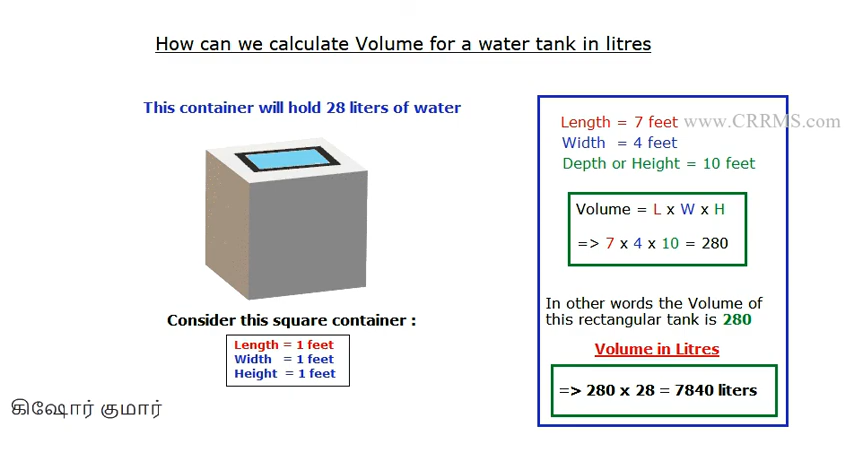 How can we calculate Volume for a water tank in litres
This container will hold 28 liters of water
Consider this square container :
Length = 1 feet
Width = 1 feet
Height = 1 feet
கிஷோர் குமார்
www.CRRMS.com
Length = 7 feet
Width = 4 feet
Depth or Height = 10 feet
Volume = L x W x H
=> 7 x 4 x 10 = 280
In other words the Volume of
this rectangular tank is 280
Volume in Litres
=> 280 x 28 = 7840 liters